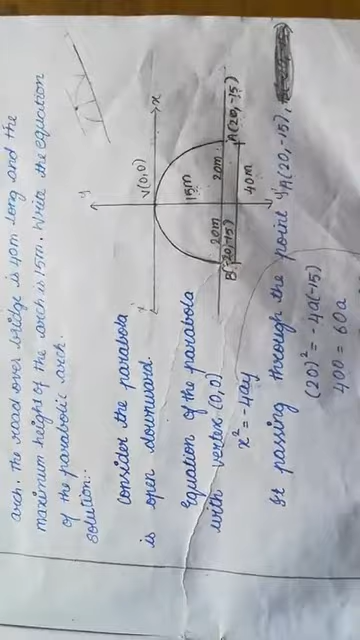 arch. The road over bridge is 40m long and the
maximum height of the arch is 15m. Write the equation
of the parabolic arch.
Solution:
Consider the parabola
is open downward.
Equation of the parabola
with vertex (0,0)
x² = -4ay
It passing through the point A(20,-15),
(20)² = -4a(-15)
400 = 60a
y
V(0,0)
x
15m
20m
20m
B(-20,-15)
A(20,-15)
40m